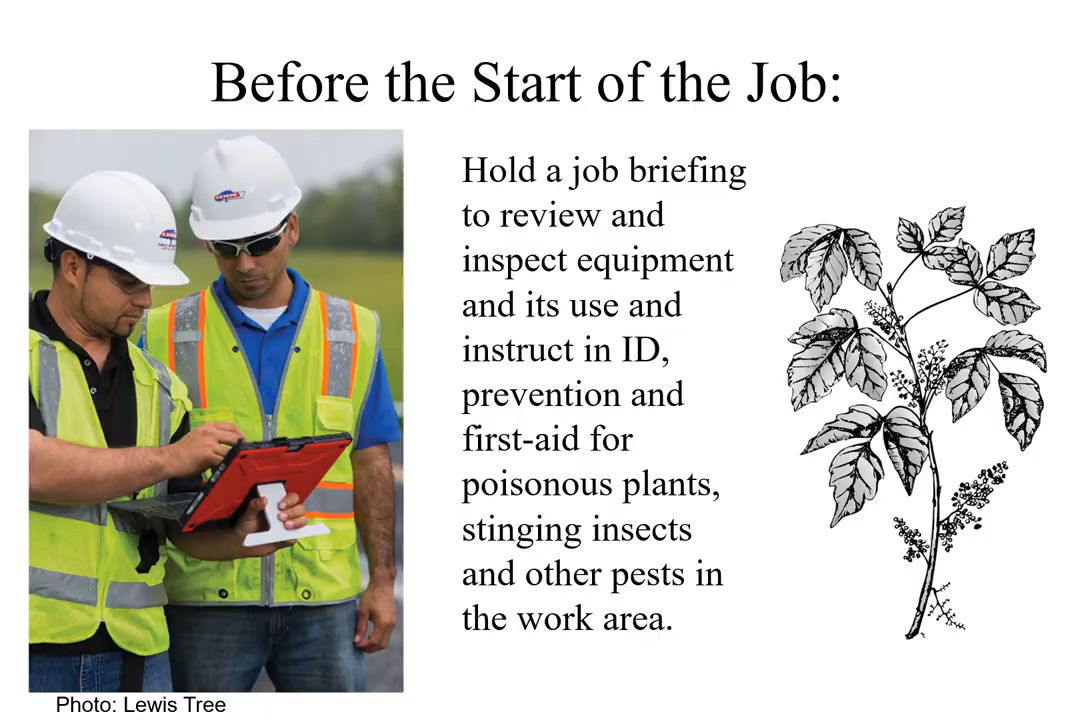 Before the Start of the Job:
Hold a job briefing
to review and
inspect equipment
and its use and
instruct in ID,
prevention and
first-aid for
poisonous plants,
stinging insects
and other pests in
the work area.
Photo: Lewis Tree